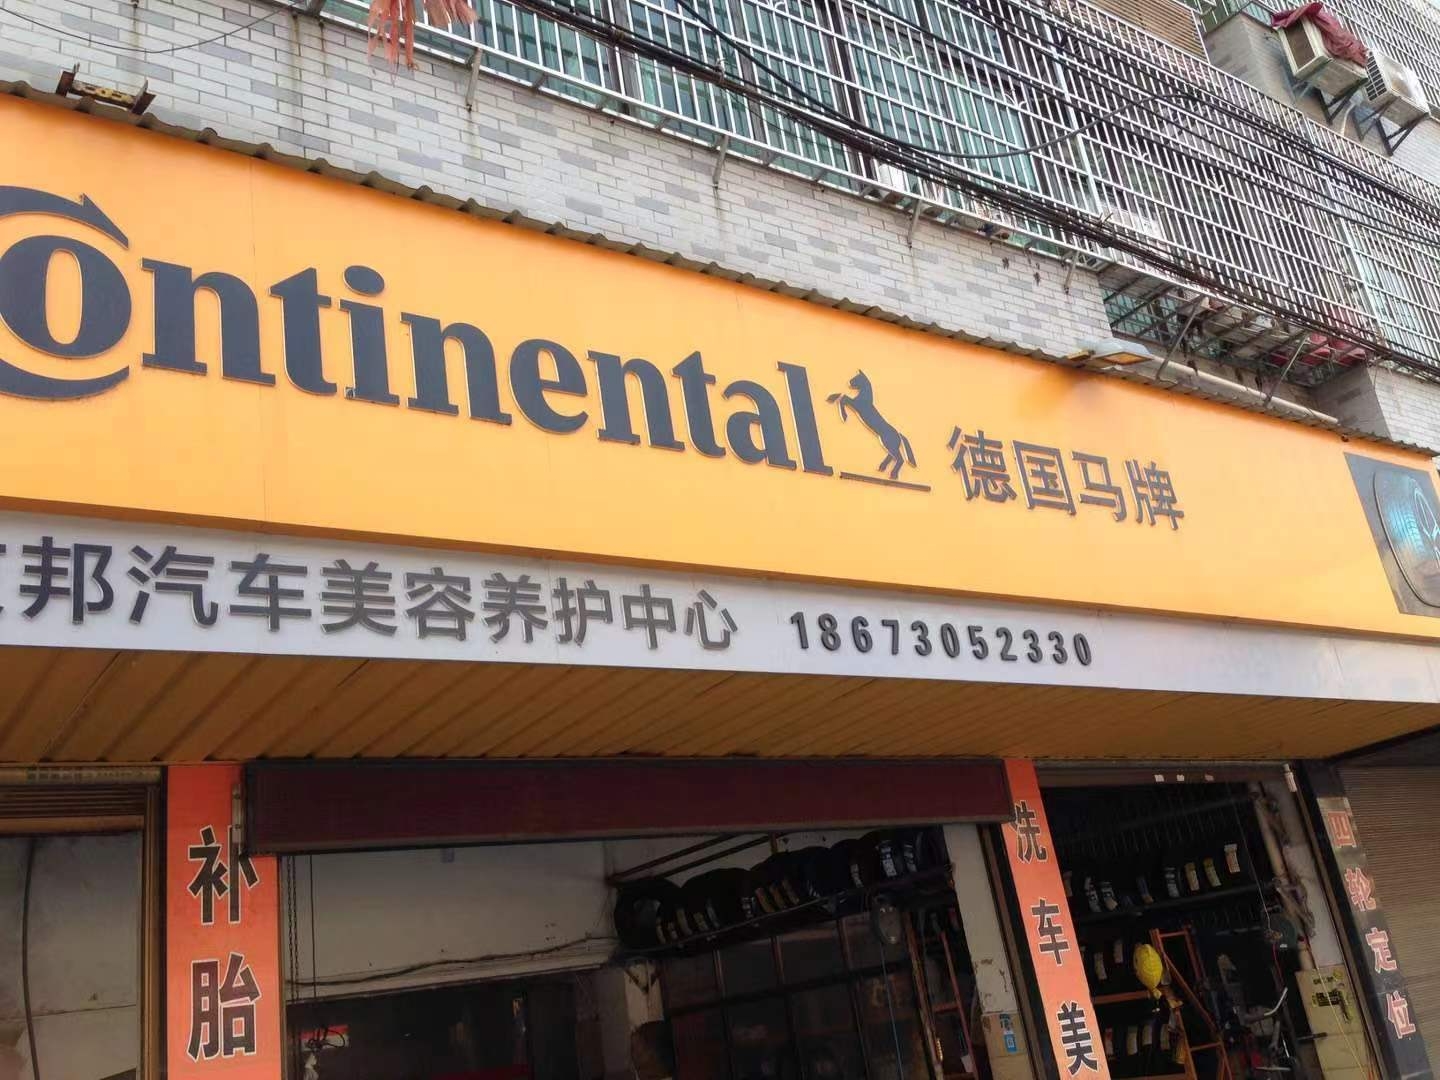 Continental 德国马牌
邦汽车美容养护中心 18673052330
补胎
洗车美
四轮定位